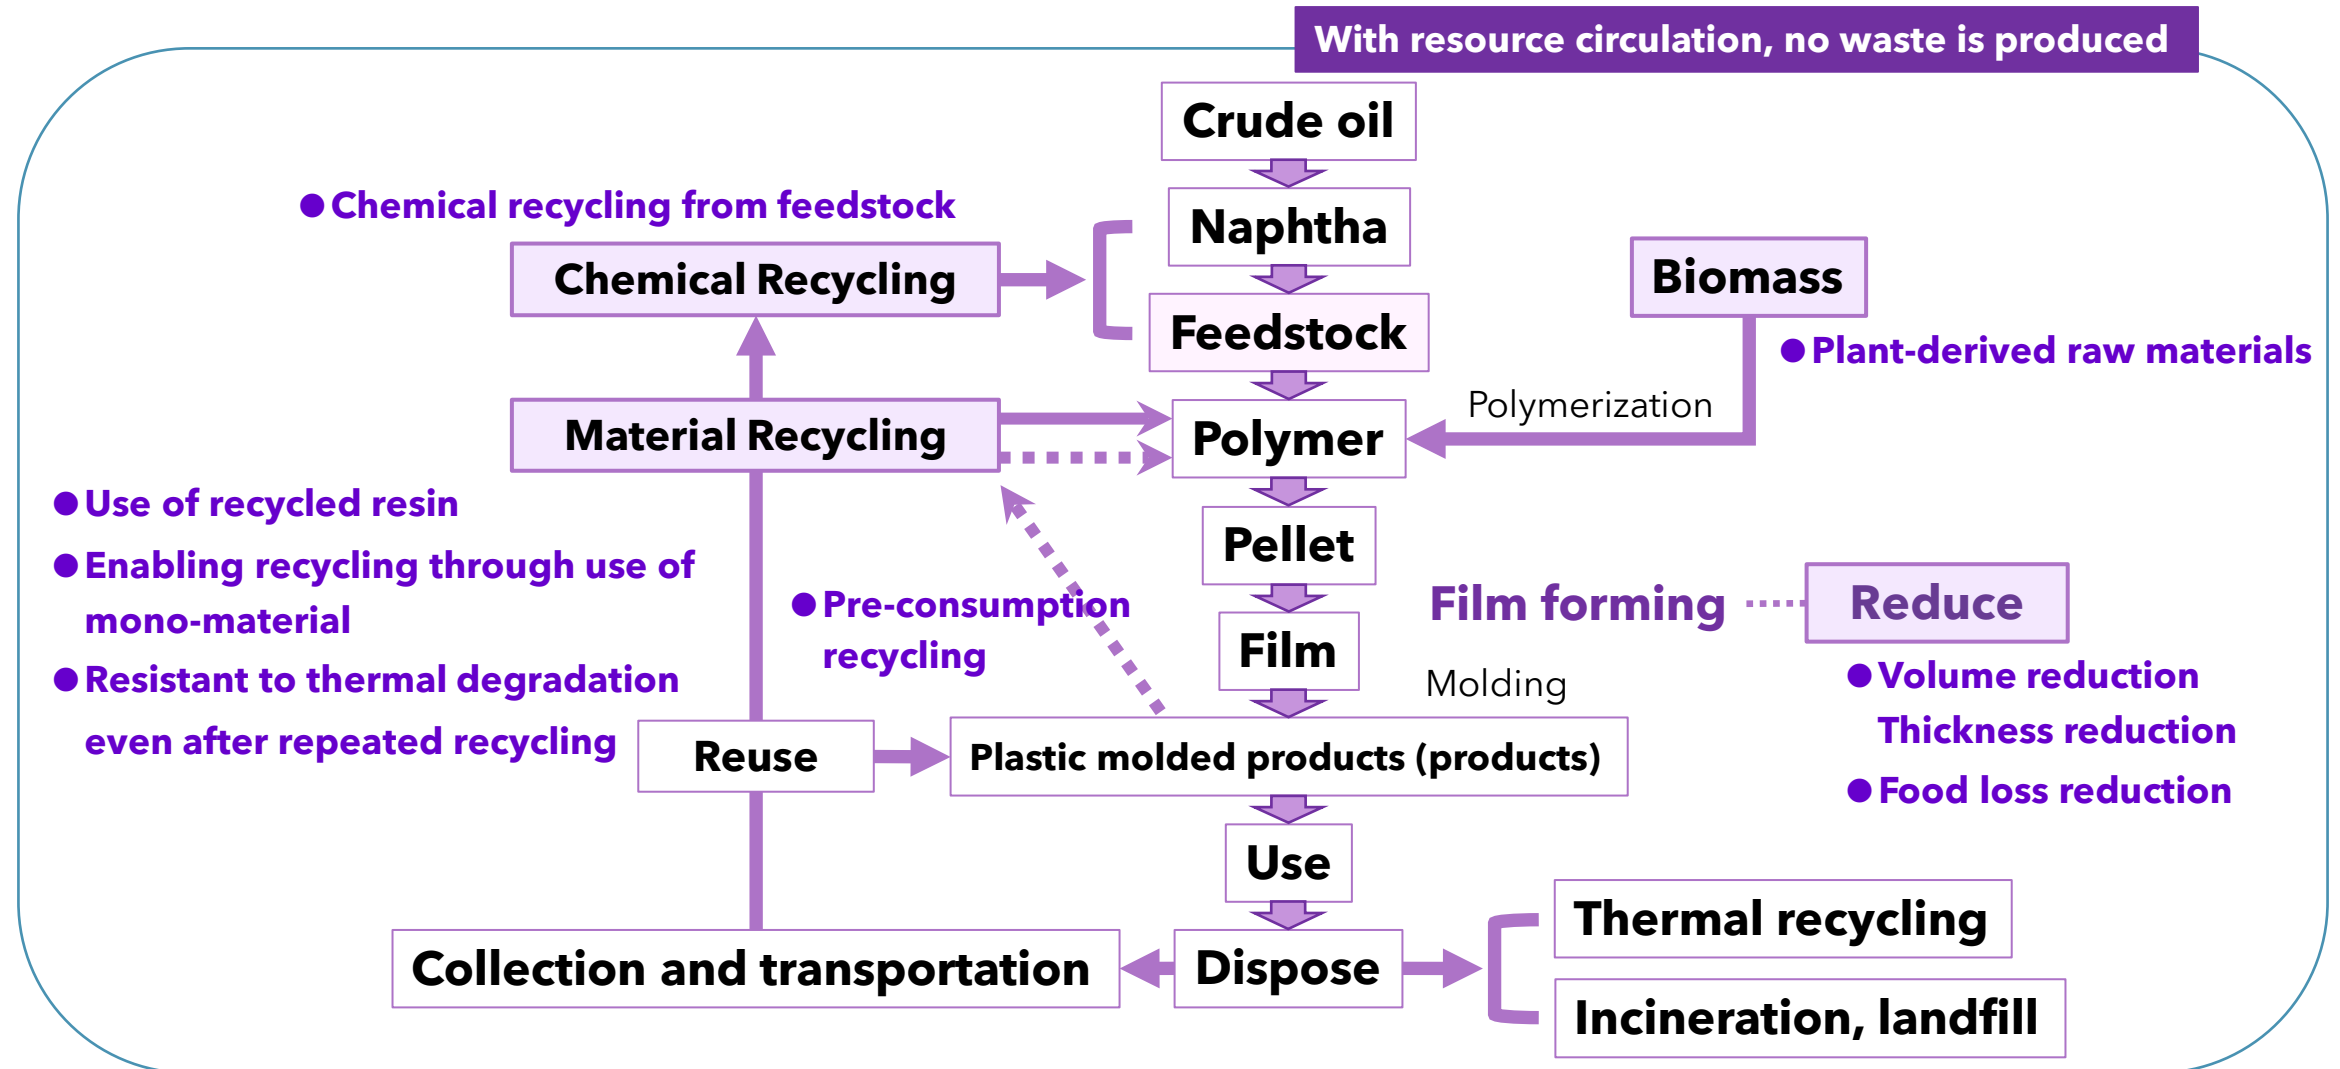 With resource circulation, no waste is produced
Crude oil
● Chemical recycling from feedstock
Naphtha
Chemical Recycling
Biomass
Feedstock
● Plant-derived raw materials
Polymerization
Material Recycling
Polymer
● Use of recycled resin
Pellet
● Enabling recycling through use of
mono-material
● Pre-consumption
recycling
Film forming
Reduce
Film
● Resistant to thermal degradation
even after repeated recycling
Molding
● Volume reduction
Thickness reduction
Reuse
Plastic molded products (products)
● Food loss reduction
Use
Thermal recycling
Collection and transportation
Dispose
Incineration, landfill